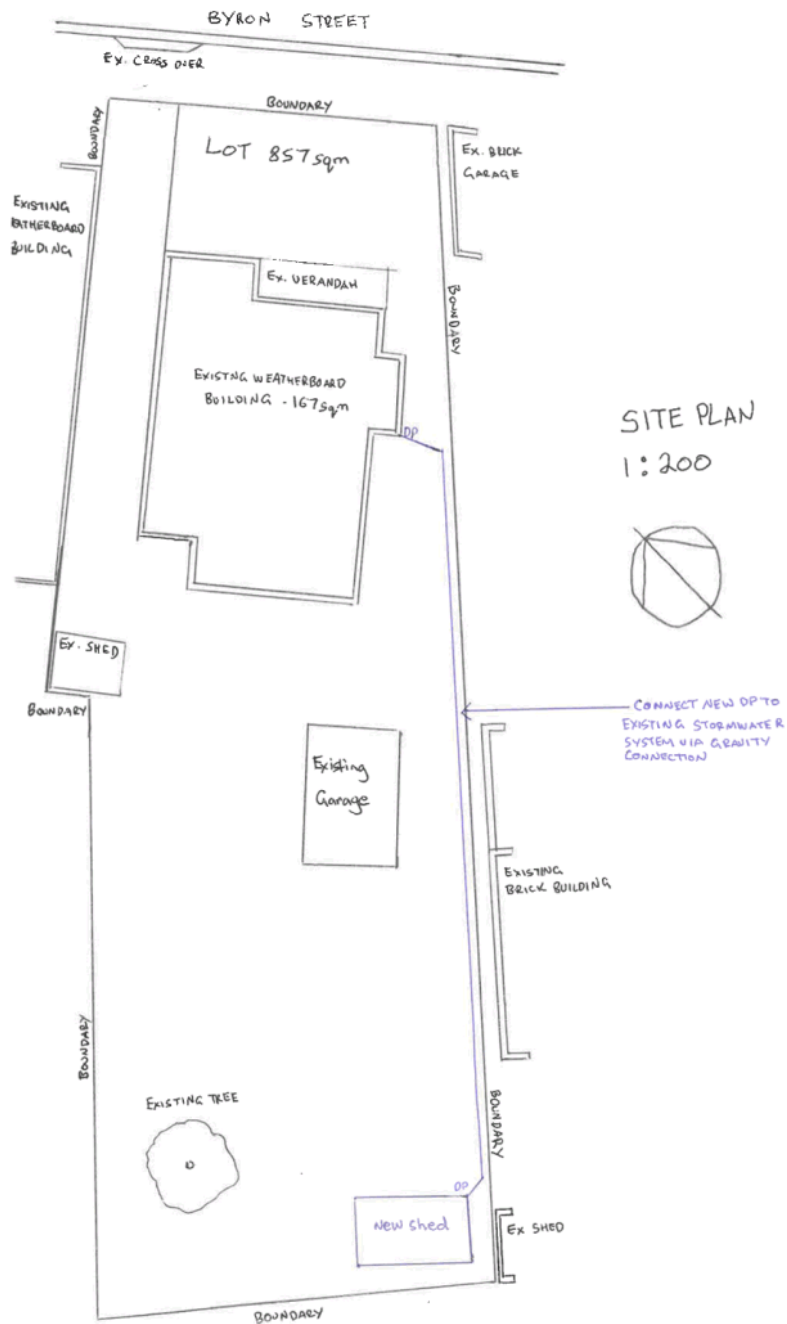 BYRON STREET
EX. CROSS OVER
BOUNDARY
BOUNDARY
LOT 857sqm
EX. BRICK
GARAGE
EXISTING
EATHERBOARD
BUILDING
EX. VERANDAH
BOUNDARY
EXISTNG WEATHERBOARD
BUILDING - 167sqm
DP
SITE PLAN
1:200
EX. SHED
BOUNDARY
CONNECT NEW DP TO
EXISTING STORMWATER
SYSTEM VIA GRAVITY
CONNECTION
Existing
Garage
EXISTING
BRICK BUILDING
BOUNDARY
EXISTING TREE
BOUNDARY
DP
New shed
EX SHED
BOUNDARY